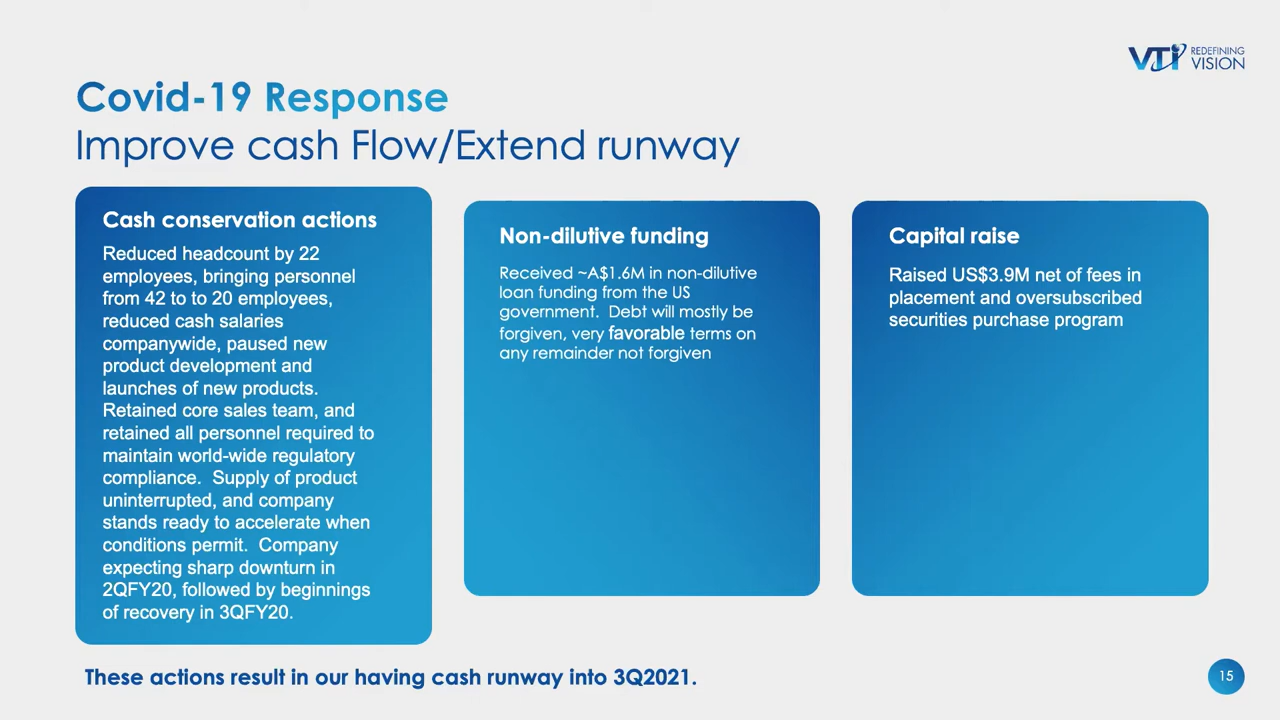 VTi REDEFINING
VISION
Covid-19 Response
Improve cash Flow/Extend runway
Cash conservation actions
Reduced headcount by 22
employees, bringing personnel
from 42 to to 20 employees,
reduced cash salaries
companywide, paused new
product development and
launches of new products.
Retained core sales team, and
retained all personnel required to
maintain world-wide regulatory
compliance.  Supply of product
uninterrupted, and company
stands ready to accelerate when
conditions permit.  Company
expecting sharp downturn in
2QFY20, followed by beginnings
of recovery in 3QFY20.
Non-dilutive funding
Received ~A$1.6M in non-dilutive
loan funding from the US
government.  Debt will mostly be
forgiven, very favorable terms on
any remainder not forgiven
Capital raise
Raised US$3.9M net of fees in
placement and oversubscribed
securities purchase program
These actions result in our having cash runway into 3Q2021.
15